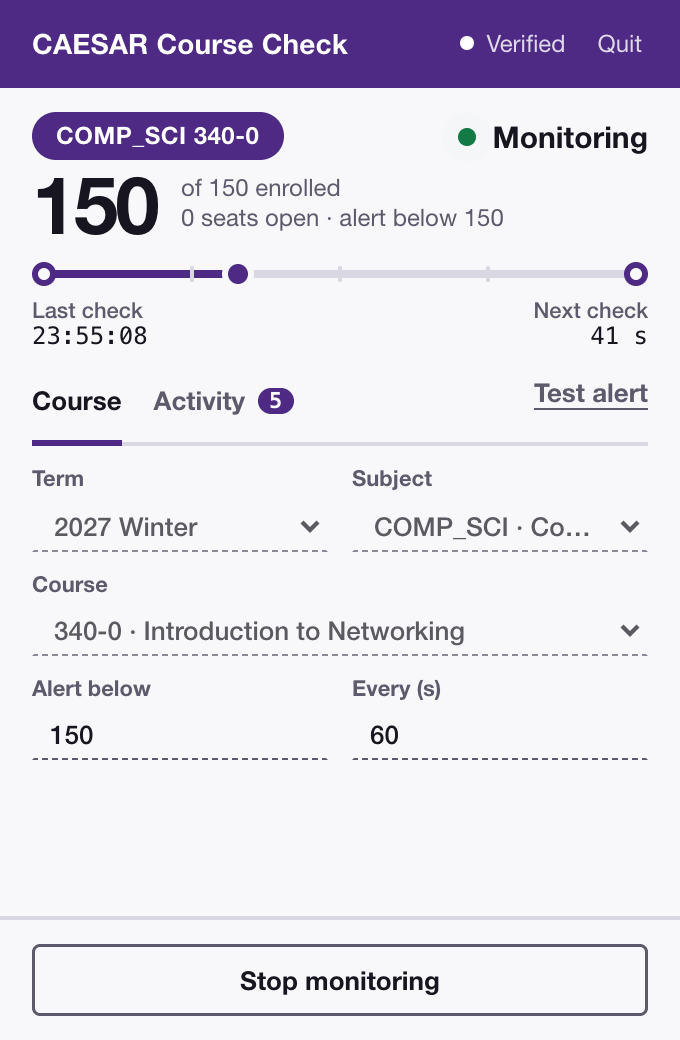 CAESAR Course Check
Verified
Quit
COMP_SCI 340-0
Monitoring
150
of 150 enrolled
0 seats open · alert below 150
Last check
Next check
23:55:08
41 s
Course
Activity
5
Test alert
Term
Subject
2027 Winter
COMP_SCI · Co…
Course
340-0 · Introduction to Networking
Alert below
Every (s)
150
60
Stop monitoring